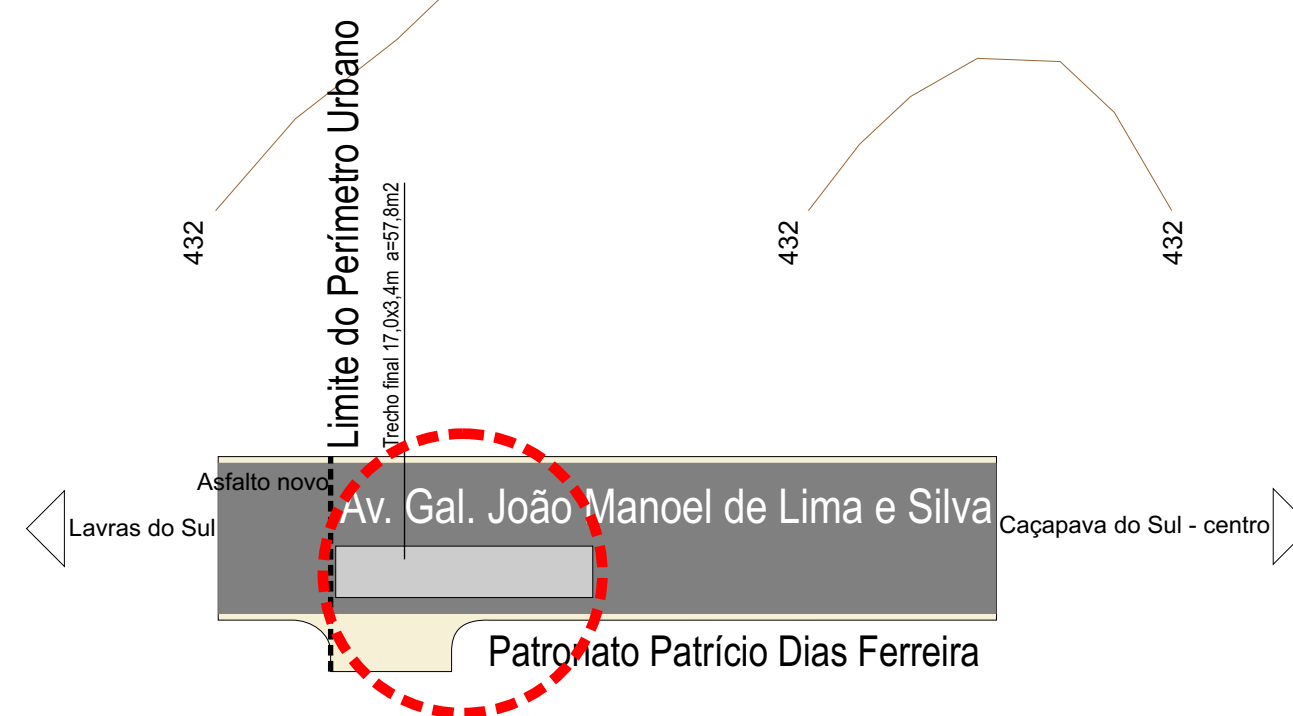 Limite do Perímetro Urbano
Trecho final 17,0x3,4m a=57,8m2
432
432
432
Asfalto novo
Av. Gal. João Manoel de Lima e Silva
Lavras do Sul
Caçapava do Sul - centro
Patronato Patrício Dias Ferreira